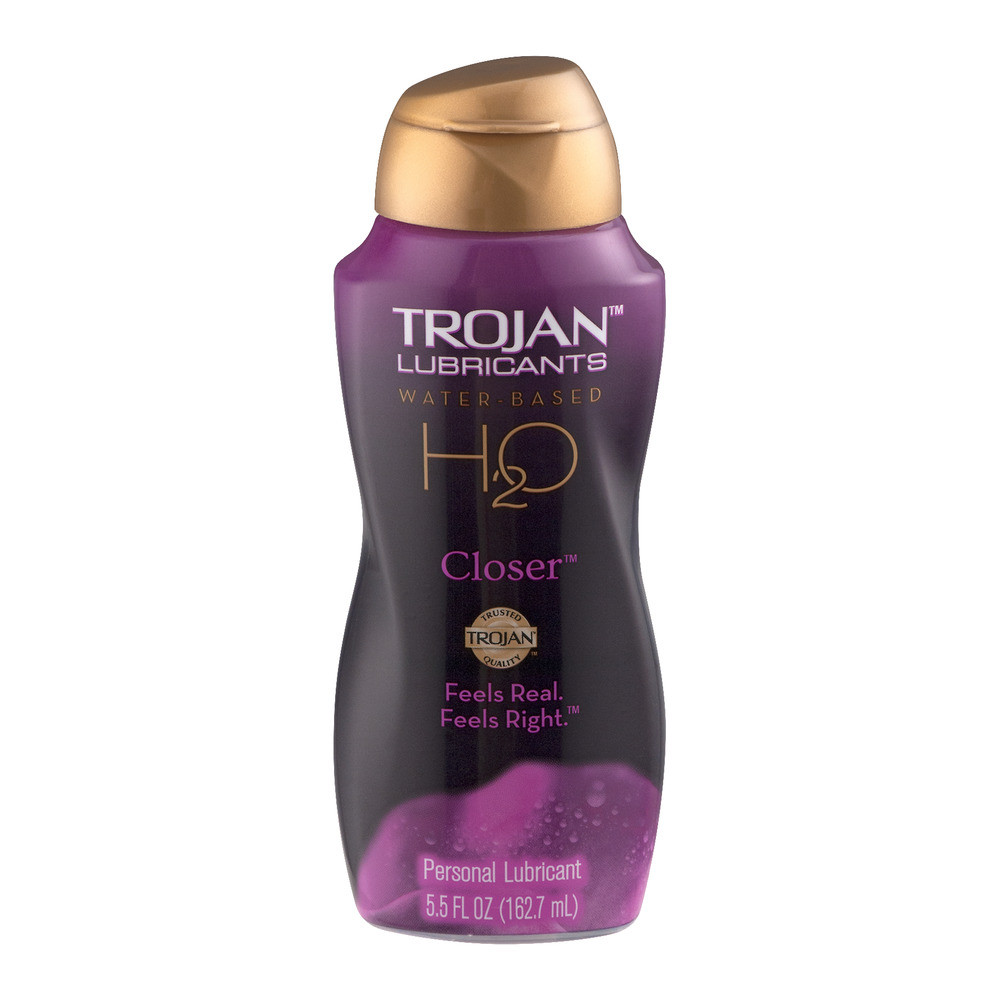 TROJAN™
LUBRICANTS
WATER-BASED
H2O
Closer™
TRUSTED
TROJAN™
QUALITY
Feels Real.
Feels Right.™
Personal Lubricant
5.5 FL OZ (162.7 mL)